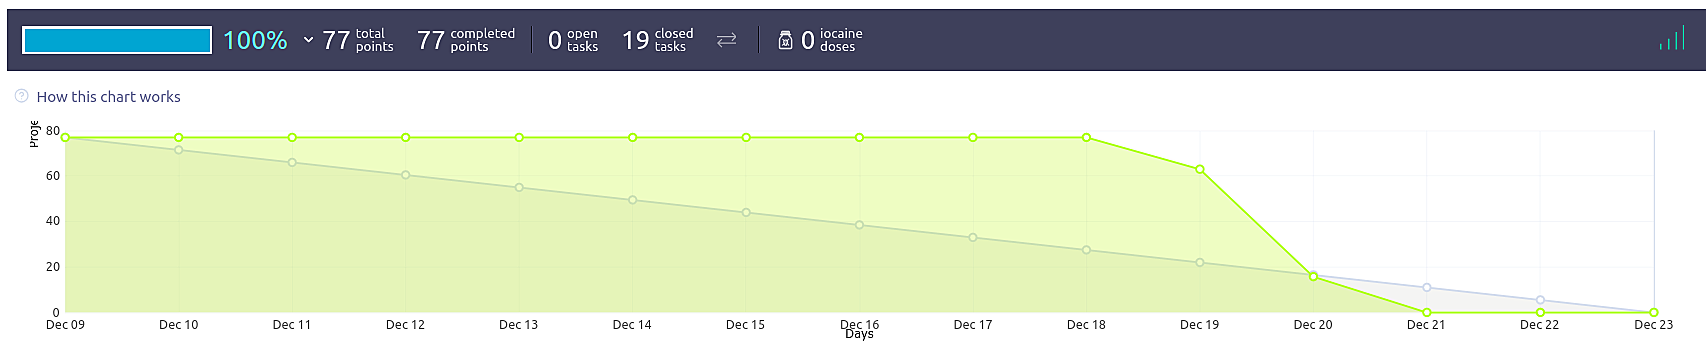 100% 77 total points 77 completed points 0 open tasks 19 closed tasks 0 iocaine doses
How this chart works
Proje
80
60
40
20
0
Dec 09 Dec 10 Dec 11 Dec 12 Dec 13 Dec 14 Dec 15 Dec 16 Dec 17 Dec 18 Dec 19 Dec 20 Dec 21 Dec 22 Dec 23
Days